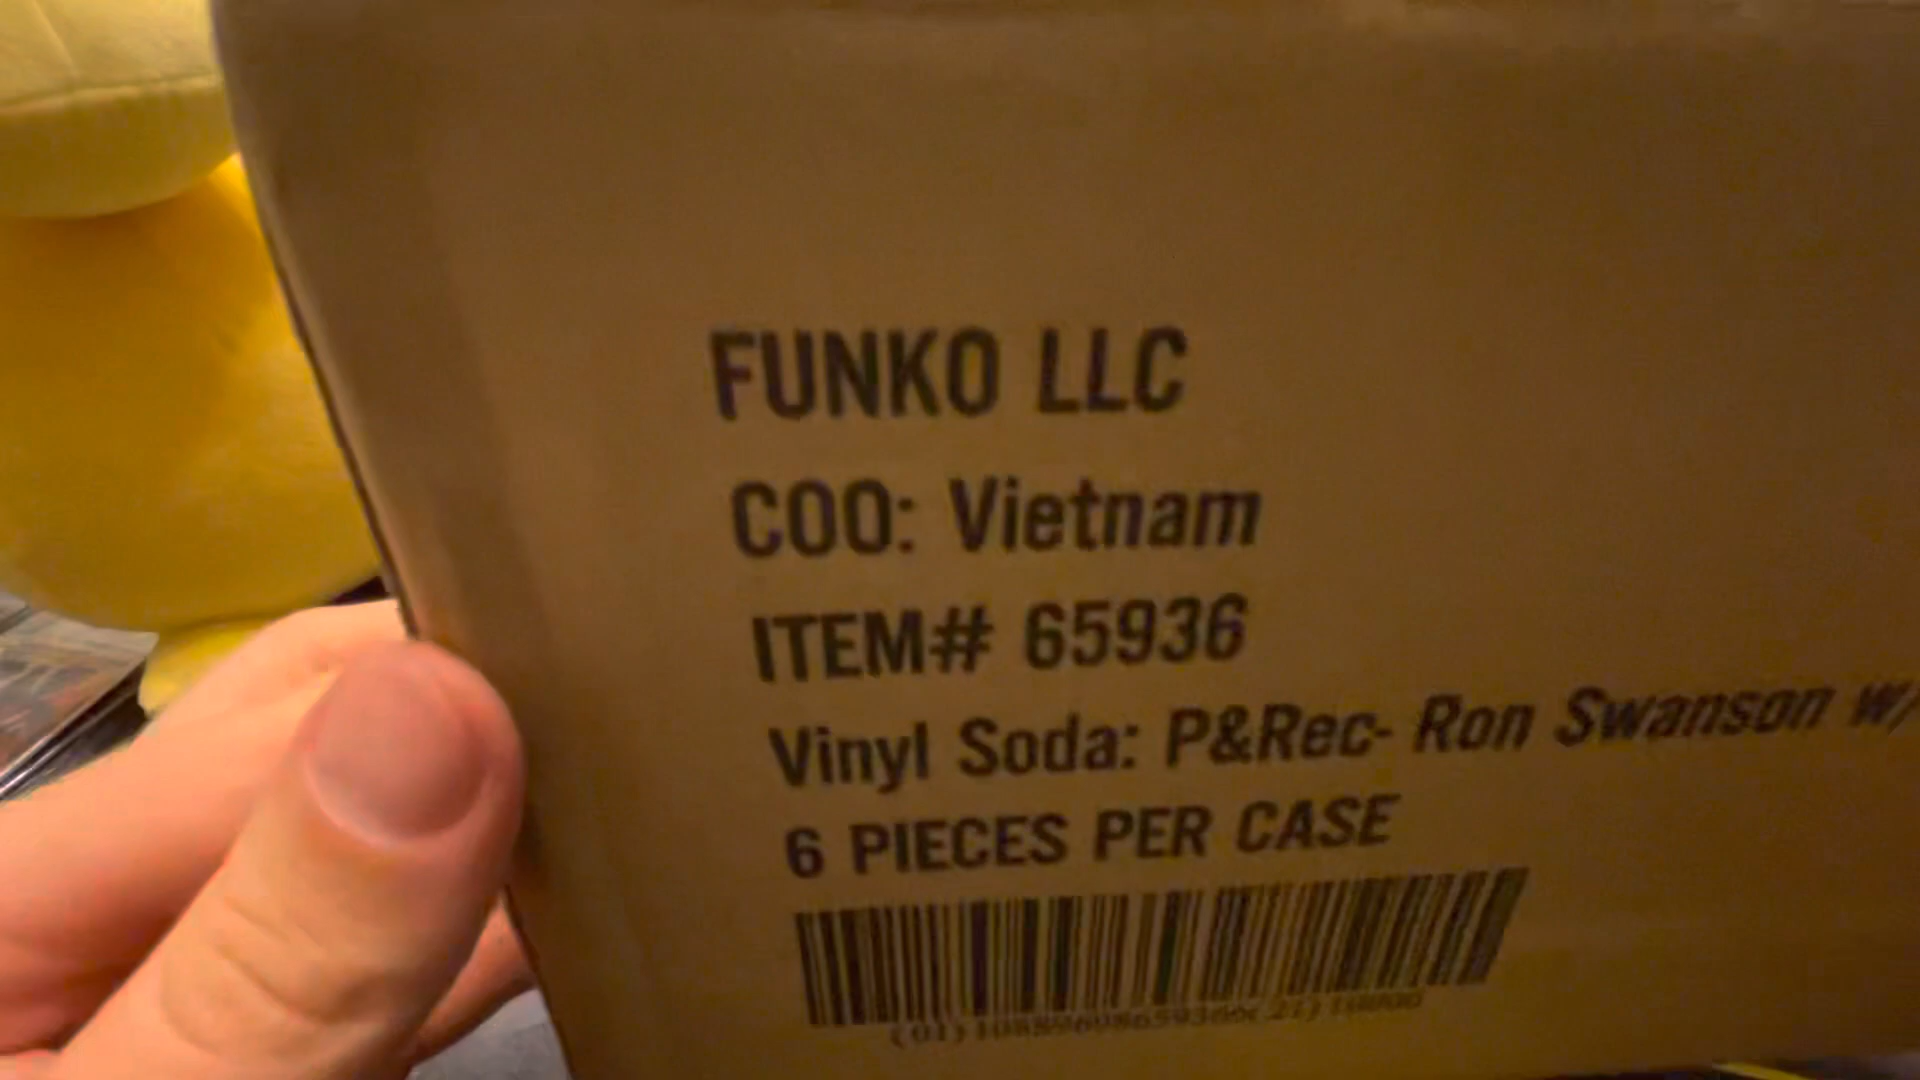 FUNKO LLC
COO: Vietnam
ITEM# 65936
Vinyl Soda: P&Rec- Ron Swanson w/
6 PIECES PER CASE